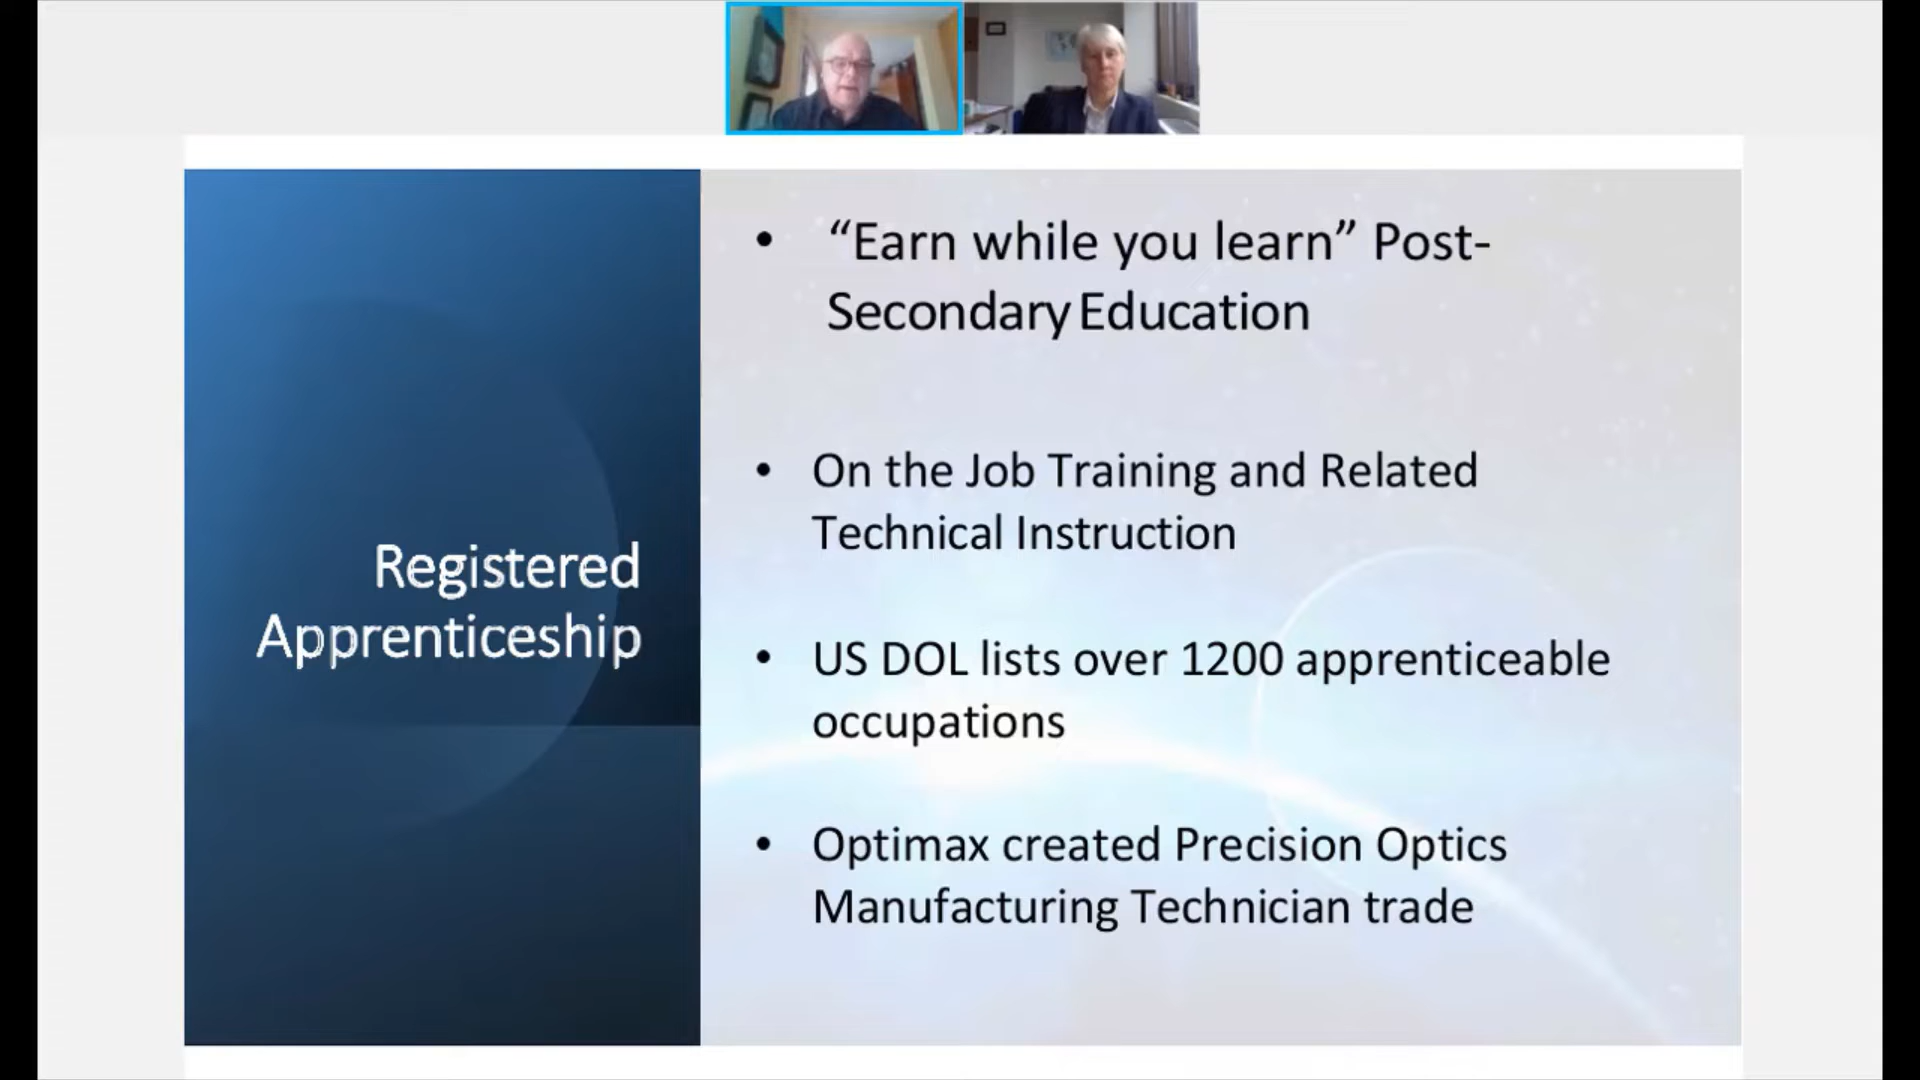 Registered
Apprenticeship
• “Earn while you learn” Post-
Secondary Education
• On the Job Training and Related
Technical Instruction
• US DOL lists over 1200 apprenticeable
occupations
• Optimax created Precision Optics
Manufacturing Technician trade